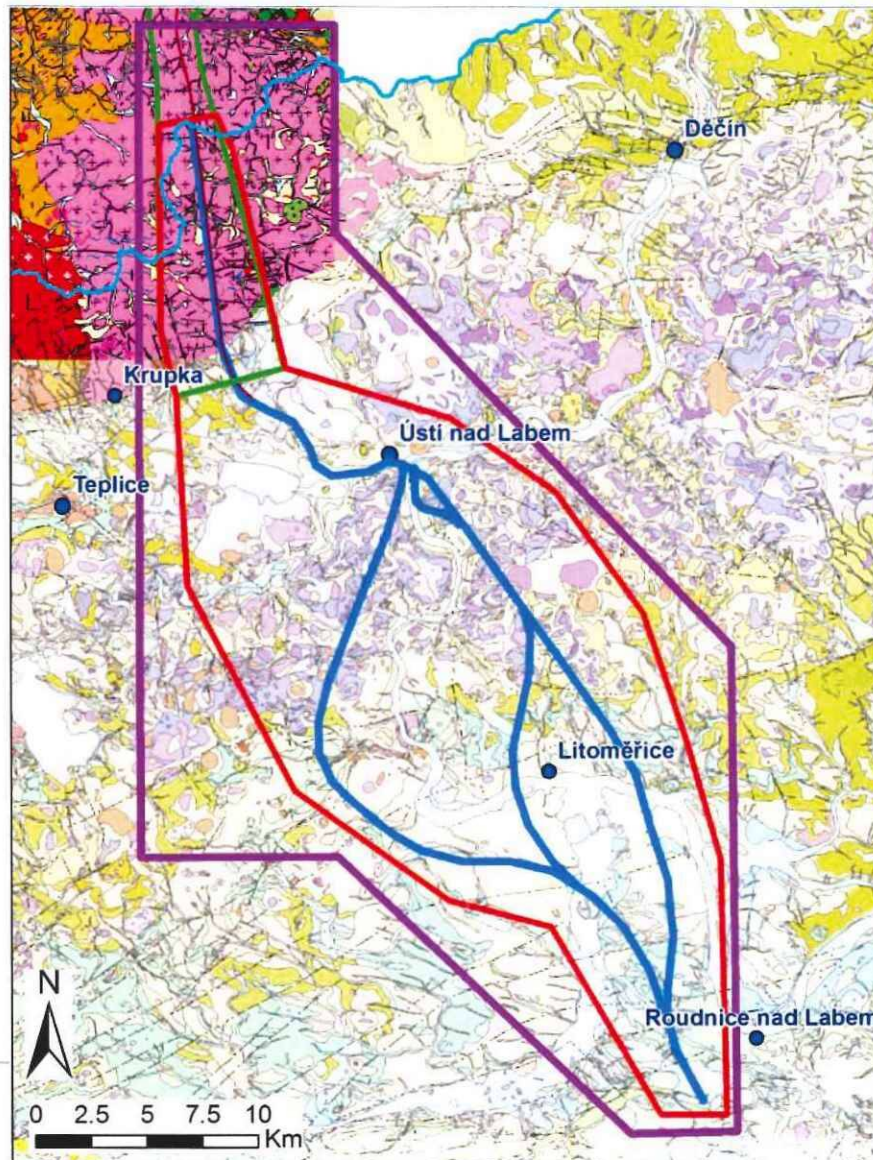 Děčín
Krupka
Ústí nad Labem
Teplice
Litoměřice
Roudnice nad Labem
N
0 2.5 5 7.5 10
Km